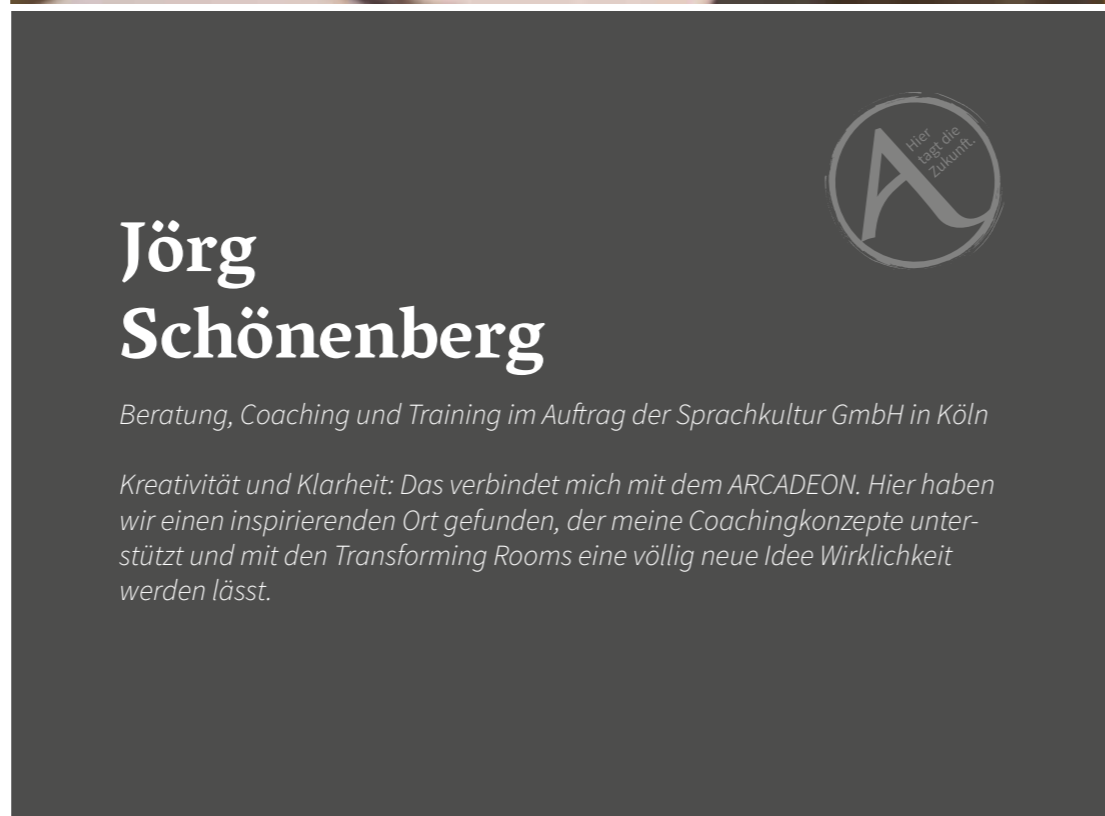 Hier
tagt die
Zukunft.
Jörg
Schönenberg
Beratung, Coaching und Training im Auftrag der Sprachkultur GmbH in Köln
Kreativität und Klarheit: Das verbindet mich mit dem ARCADEON. Hier haben
wir einen inspirierenden Ort gefunden, der meine Coachingkonzepte unter-
stützt und mit den Transforming Rooms eine völlig neue Idee Wirklichkeit
werden lässt.